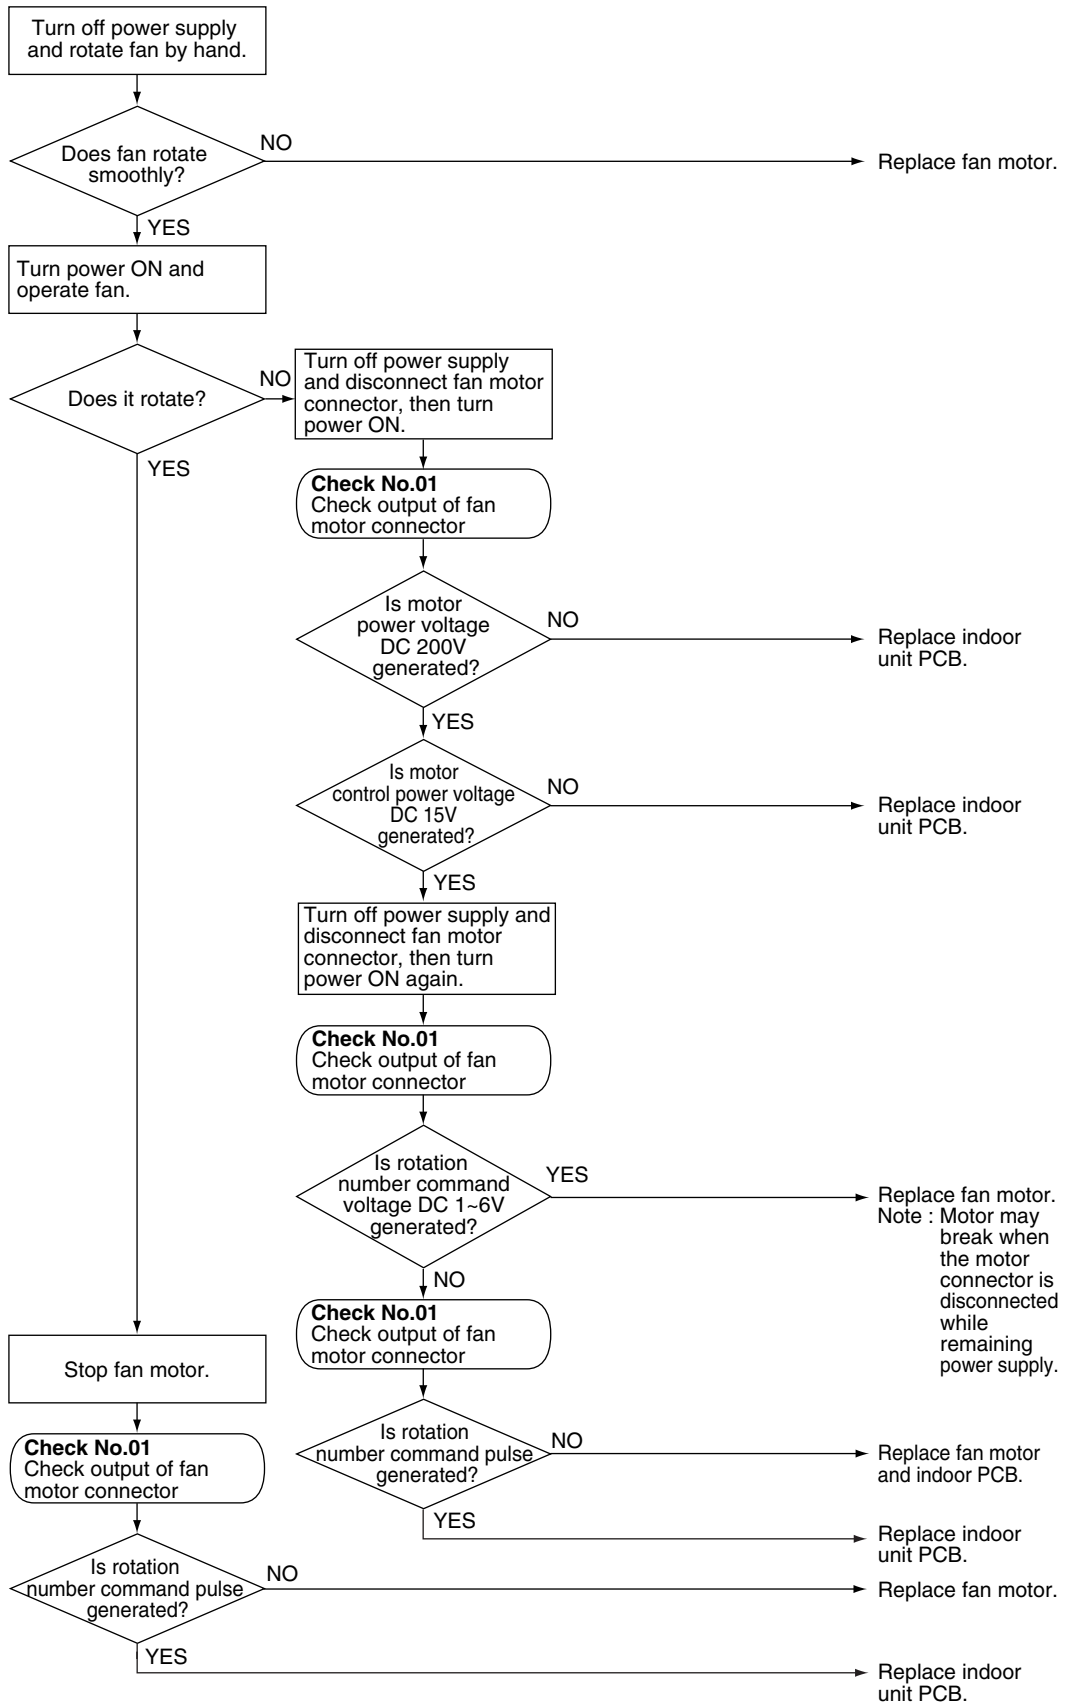 Turn off power supply
and rotate fan by hand.
Does fan rotate
smoothly?
NO
Replace fan motor.
YES
Turn power ON and
operate fan.
Does it rotate?
NO
Turn off power supply
and disconnect fan motor
connector, then turn
power ON.
YES
Check No.01
Check output of fan
motor connector
Is motor
power voltage
DC 200V
generated?
NO
Replace indoor
unit PCB.
YES
Is motor
control power voltage
DC 15V
generated?
NO
Replace indoor
unit PCB.
YES
Turn off power supply and
disconnect fan motor
connector, then turn
power ON again.
Check No.01
Check output of fan
motor connector
Is rotation
number command
voltage DC 1~6V
generated?
YES
Replace fan motor.
Note : Motor may
break when
the motor
connector is
disconnected
while
remaining
power supply.
NO
Check No.01
Check output of fan
motor connector
Is rotation
number command pulse
generated?
NO
Replace fan motor
and indoor PCB.
YES
Replace indoor
unit PCB.
Stop fan motor.
Check No.01
Check output of fan
motor connector
Is rotation
number command pulse
generated?
NO
Replace fan motor.
YES
Replace indoor
unit PCB.